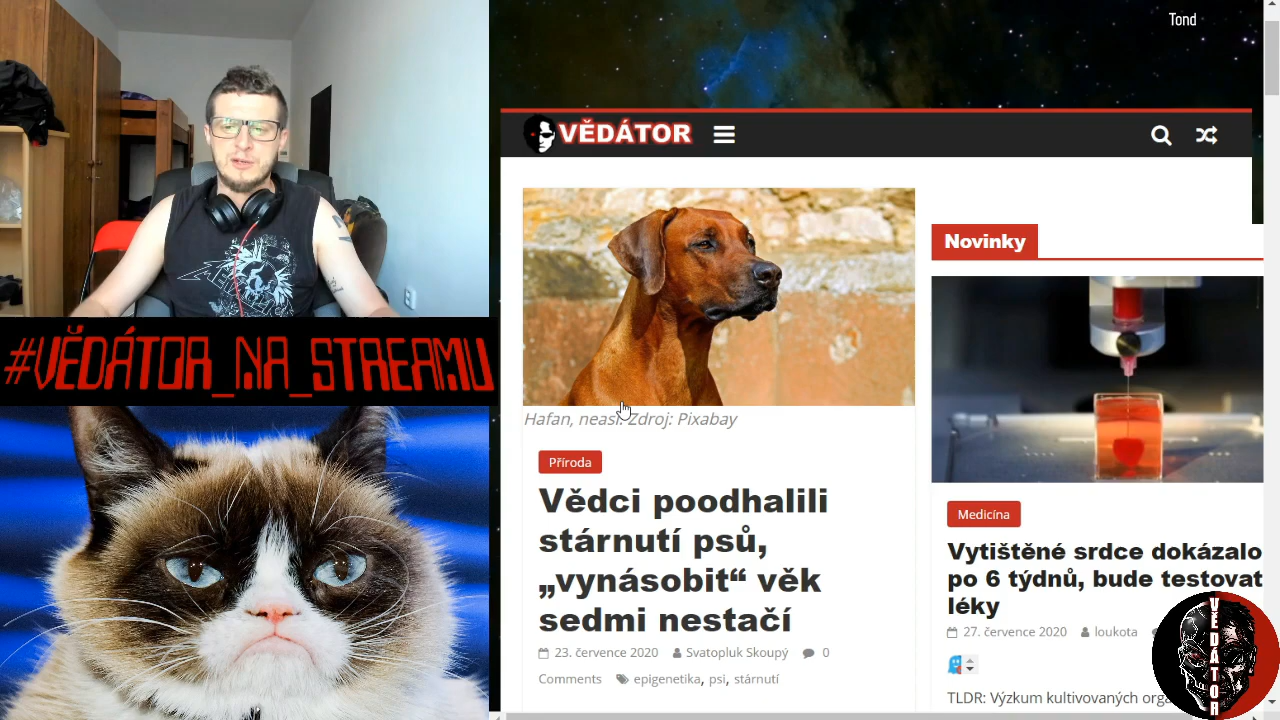 Tond
VĚDÁTOR
Novinky
#VĚDÁTOR_NA_STREAMU
Hafan, neasi. Zdroj: Pixabay
Příroda
Vědci poodhalili
stárnutí psů,
„vynásobit“ věk
sedmi nestačí
23. července 2020 Svatopluk Skoupý 0
Comments epigenetika, psi, stárnutí
Medicína
Vytištěné srdce dokázalo
po 6 týdnů, bude testovat
léky
27. července 2020 loukota
TLDR: Výzkum kultivovaných
VĚDÁTOR